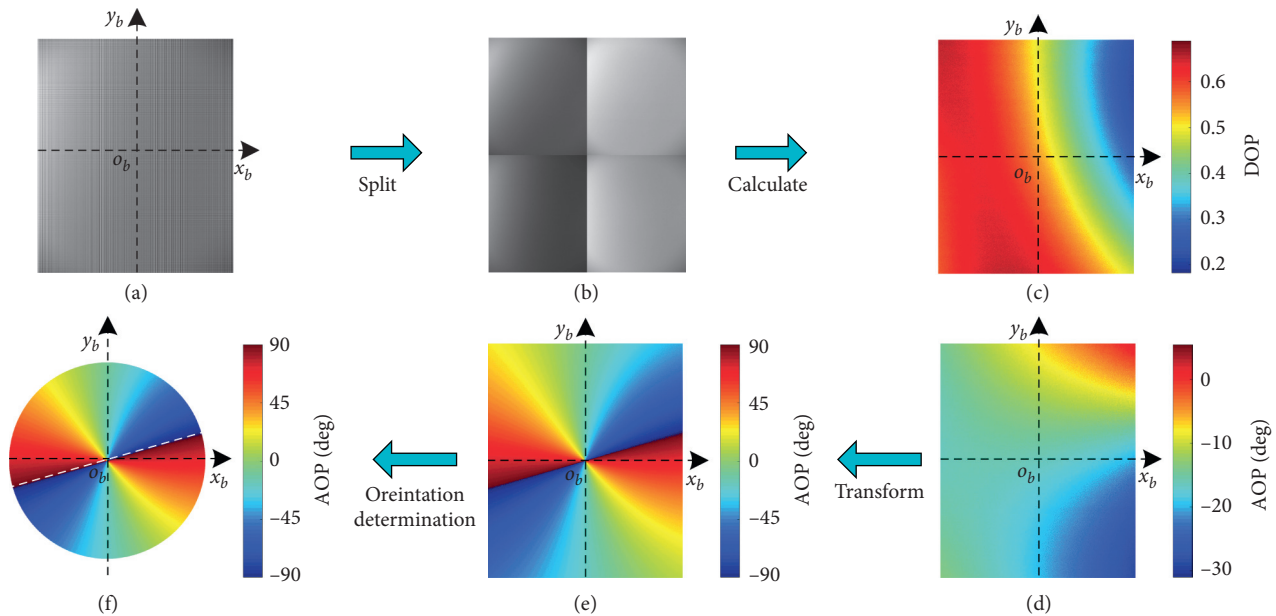 y_b
o_b
x_b
(a)
Split
(b)
Calculate
y_b
o_b
x_b
0.6
0.5
0.4
0.3
0.2
DOP
(c)
y_b
o_b
x_b
90
45
0
−45
−90
AOP (deg)
(f)
Oreintation
determination
y_b
o_b
x_b
90
45
0
−45
−90
AOP (deg)
(e)
Transform
y_b
o_b
x_b
0
−10
−20
−30
AOP (deg)
(d)